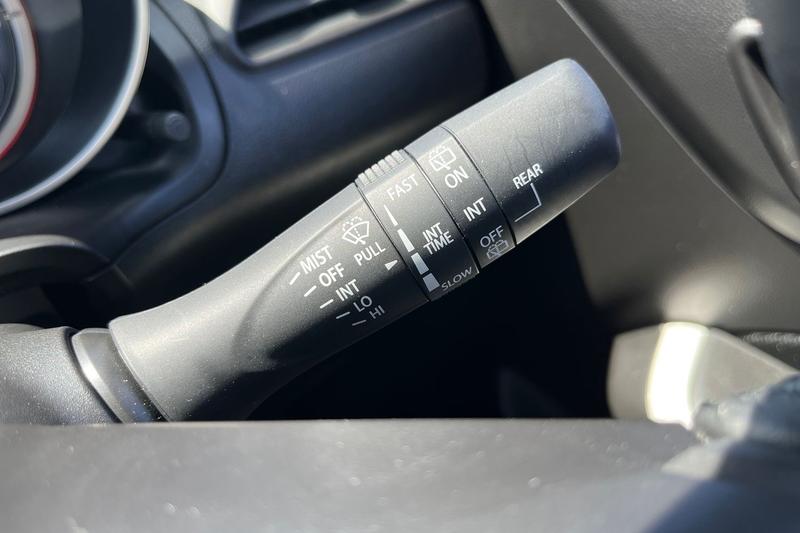 MIST
OFF
INT
LO
HI
PULL
FAST
INT
TIME
SLOW
ON
INT
OFF
REAR